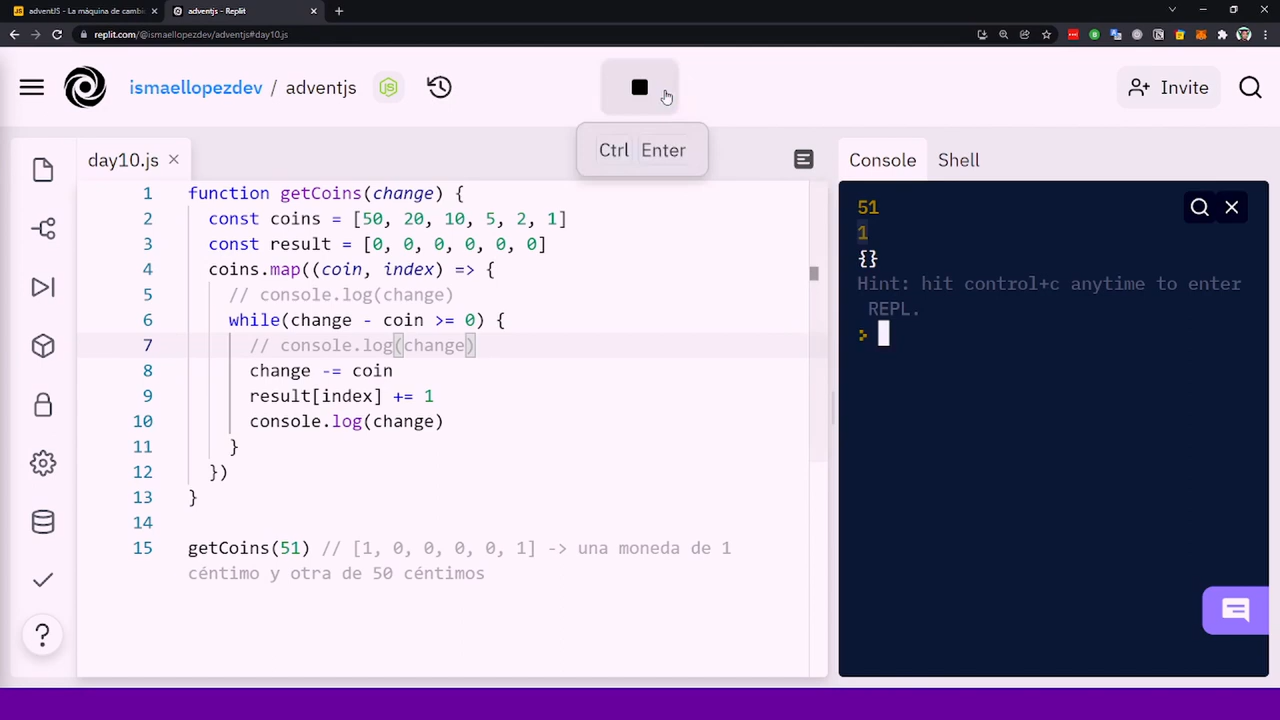 adventJS - La máquina de cambi
adventjs - Replit
replit.com/@ismaellopezdev/adventjs#day10.js
ismaellopezdev / adventjs
Invite
Ctrl Enter
day10.js
Console
Shell
1 function getCoins(change) {
2 const coins = [50, 20, 10, 5, 2, 1]
3 const result = [0, 0, 0, 0, 0, 0]
4 coins.map((coin, index) => {
5 // console.log(change)
6 while(change - coin >= 0) {
7 // console.log(change)
8 change -= coin
9 result[index] += 1
10 console.log(change)
11 }
12 })
13 }
14
15 getCoins(51) // [1, 0, 0, 0, 0, 1] -> una moneda de 1
céntimo y otra de 50 céntimos
?
51
1
{}
Hint: hit control+c anytime to enter
REPL.
>